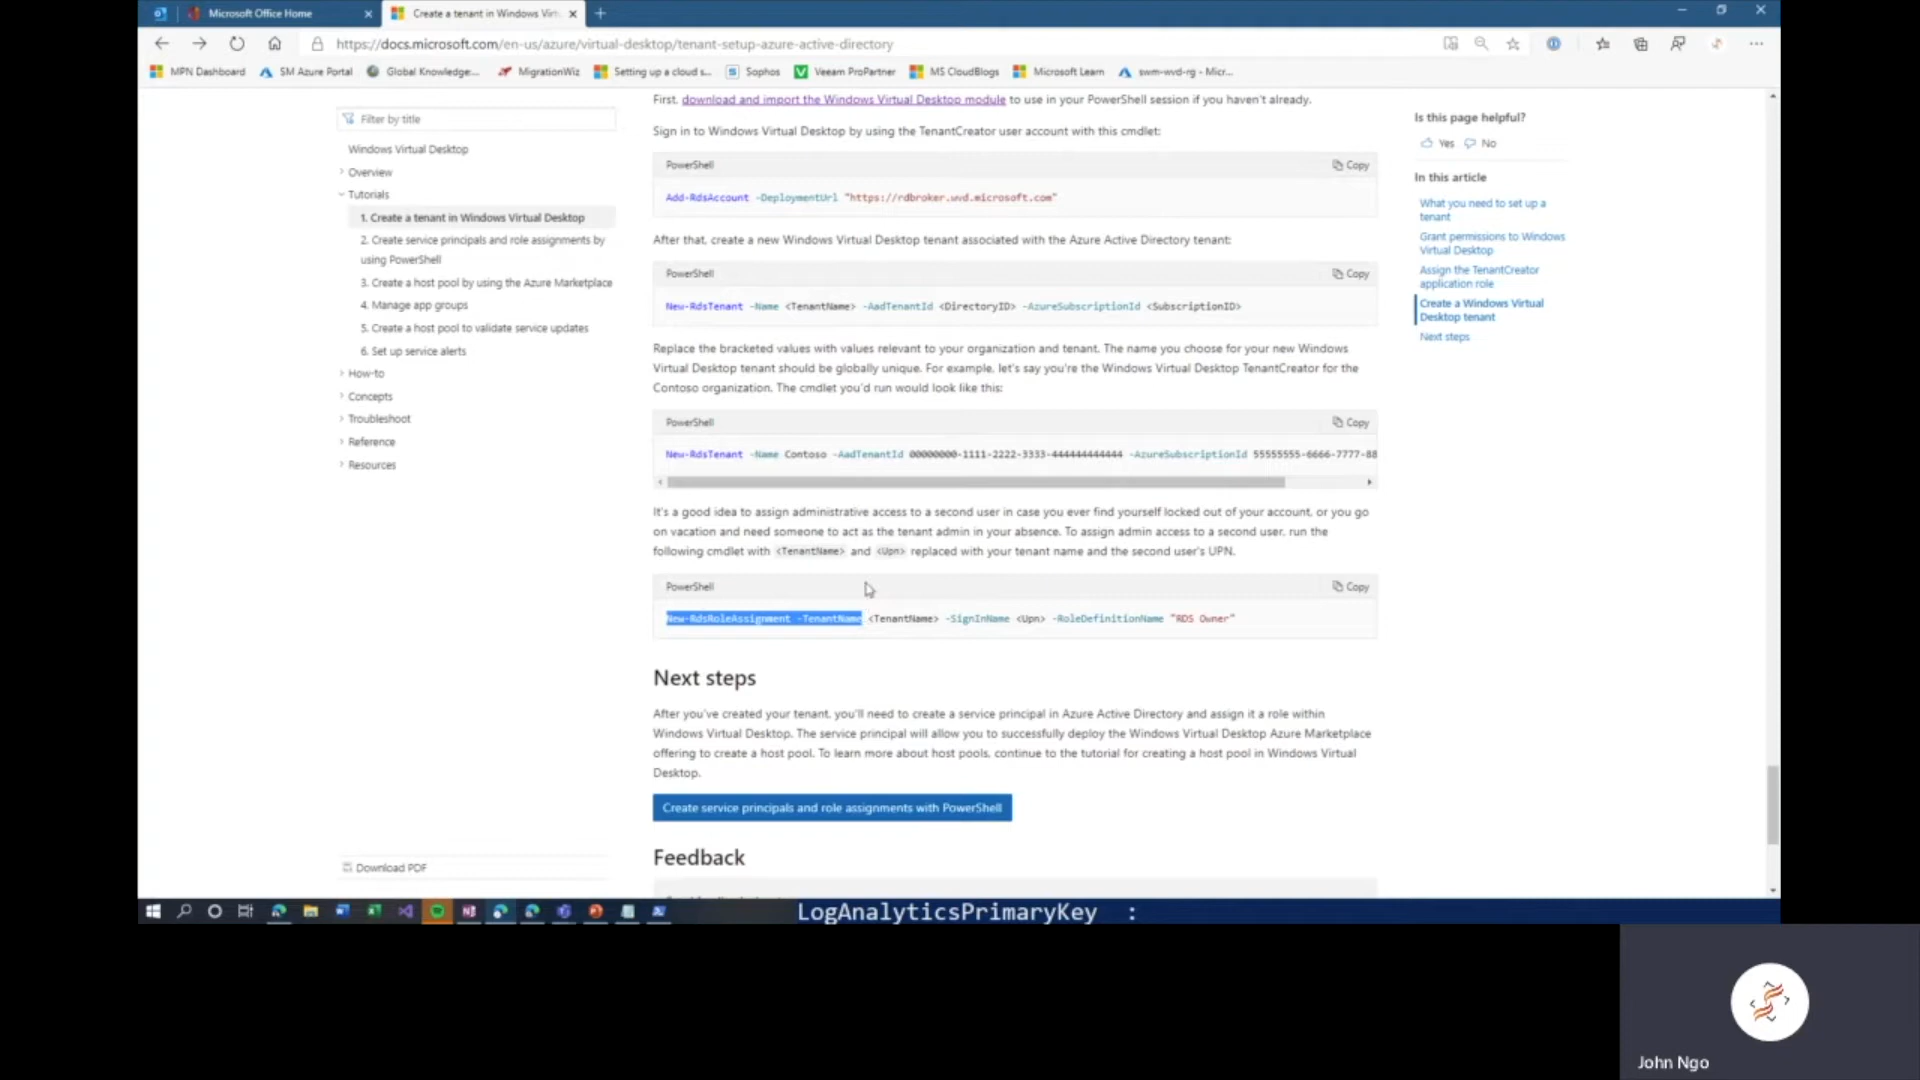 Microsoft Office Home
Create a tenant in Windows Virt
https://docs.microsoft.com/en-us/azure/virtual-desktop/tenant-setup-azure-active-directory
MPN Dashboard
SM Azure Portal
Global Knowledge...
MigrationWiz
Setting up a cloud s...
Sophos
Veeam ProPartner
MS CloudBlogs
Microsoft Learn
swm-wvd-rg - Micr...
Filter by title
Windows Virtual Desktop
Overview
Tutorials
1. Create a tenant in Windows Virtual Desktop
2. Create service principals and role assignments by
using PowerShell
3. Create a host pool by using the Azure Marketplace
4. Manage app groups
5. Create a host pool to validate service updates
6. Set up service alerts
How-to
Concepts
Troubleshoot
Reference
Resources
Download PDF
First, download and import the Windows Virtual Desktop module to use in your PowerShell session if you haven't already.
Sign in to Windows Virtual Desktop by using the TenantCreator user account with this cmdlet:
PowerShell
Copy
Add-RdsAccount -DeploymentUrl "https://rdbroker.wvd.microsoft.com"
After that, create a new Windows Virtual Desktop tenant associated with the Azure Active Directory tenant:
PowerShell
Copy
New-RdsTenant -Name <TenantName> -AadTenantId <DirectoryID> -AzureSubscriptionId <SubscriptionID>
Replace the bracketed values with values relevant to your organization and tenant. The name you choose for your new Windows
Virtual Desktop tenant should be globally unique. For example, let's say you're the Windows Virtual Desktop TenantCreator for the
Contoso organization. The cmdlet you'd run would look like this:
PowerShell
Copy
New-RdsTenant -Name Contoso -AadTenantId 00000000-1111-2222-3333-444444444444 -AzureSubscriptionId 55555555-6666-7777-88
It's a good idea to assign administrative access to a second user in case you ever find yourself locked out of your account, or you go
on vacation and need someone to act as the tenant admin in your absence. To assign admin access to a second user, run the
following cmdlet with <TenantName> and <Upn> replaced with your tenant name and the second user's UPN.
PowerShell
Copy
New-RdsRoleAssignment -TenantName <TenantName> -SignInName <Upn> -RoleDefinitionName "RDS Owner"
Next steps
After you've created your tenant, you'll need to create a service principal in Azure Active Directory and assign it a role within
Windows Virtual Desktop. The service principal will allow you to successfully deploy the Windows Virtual Desktop Azure Marketplace
offering to create a host pool. To learn more about host pools, continue to the tutorial for creating a host pool in Windows Virtual
Desktop.
Create service principals and role assignments with PowerShell
Feedback
Is this page helpful?
Yes
No
In this article
What you need to set up a
tenant
Grant permissions to Windows
Virtual Desktop
Assign the TenantCreator
application role
Create a Windows Virtual
Desktop tenant
Next steps
LogAnalyticsPrimaryKey :
John Ngo